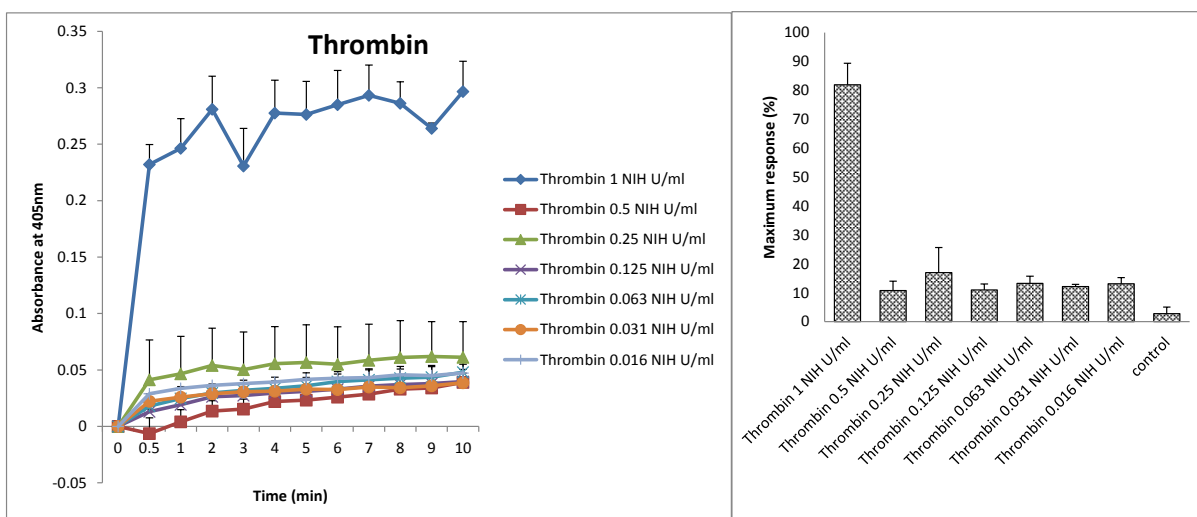 Thrombin
Absorbance at 405nm
0.35
0.3
0.25
0.2
0.15
0.1
0.05
0
-0.05
0 0.5 1 2 3 4 5 6 7 8 9 10
Time (min)
Thrombin 1 NIH U/ml
Thrombin 0.5 NIH U/ml
Thrombin 0.25 NIH U/ml
Thrombin 0.125 NIH U/ml
Thrombin 0.063 NIH U/ml
Thrombin 0.031 NIH U/ml
Thrombin 0.016 NIH U/ml
Maximum response (%)
100
90
80
70
60
50
40
30
20
10
0
Thrombin 1 NIH U/ml
Thrombin 0.5 NIH U/ml
Thrombin 0.25 NIH U/ml
Thrombin 0.125 NIH U/ml
Thrombin 0.063 NIH U/ml
Thrombin 0.031 NIH U/ml
Thrombin 0.016 NIH U/ml
control